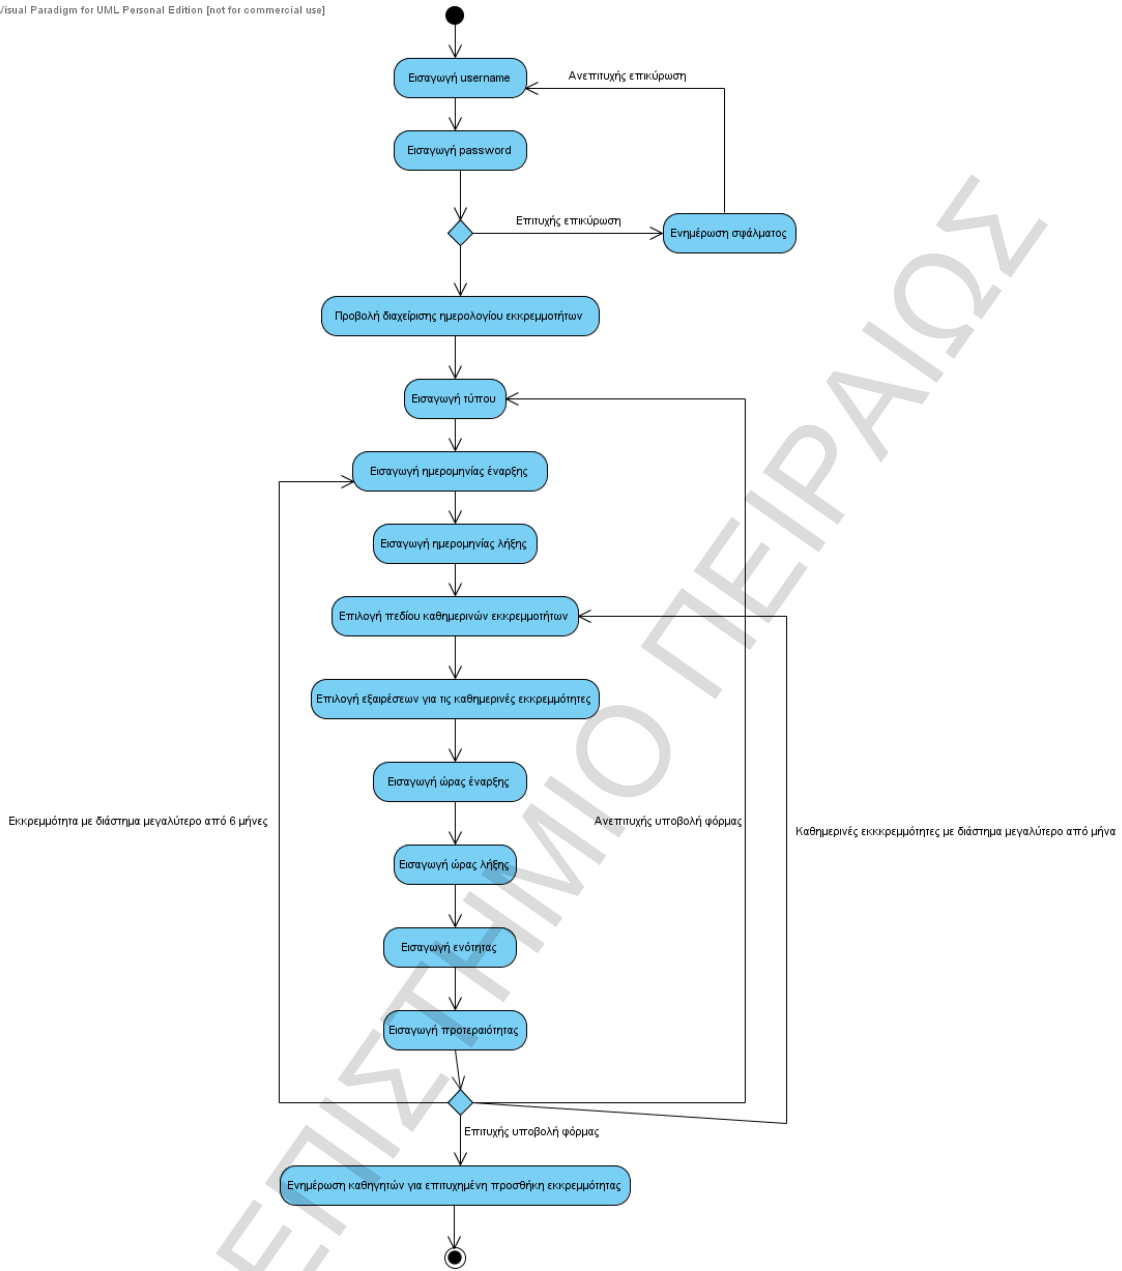 Visual Paradigm for UML Personal Edition [not for commercial use]
Εισαγωγή username
Ανεπιτυχής επικύρωση
Εισαγωγή password
Επιτυχής επικύρωση
Ενημέρωση σφάλματος
Προβολή διαχείρισης ημερολογίου εκκρεμμοτήτων
Εισαγωγή τύπου
Εισαγωγή ημερομηνίας έναρξης
Εισαγωγή ημερομηνίας λήξης
Επιλογή πεδίου καθημερινών εκκρεμμοτήτων
Επιλογή εξαιρέσεων για τις καθημερινές εκκρεμμότητες
Εισαγωγή ώρας έναρξης
Εκκρεμμότητα με διάστημα μεγαλύτερο από 6 μήνες
Ανεπιτυχής υποβολή φόρμας
Καθημερινές εκκκρεμμότητες με διάστημα μεγαλύτερο από μήνα
Εισαγωγή ώρας λήξης
Εισαγωγή ενότητας
Εισαγωγή προτεραιότητας
Επιτυχής υποβολή φόρμας
Ενημέρωση καθηγητών για επιτυχημένη προσθήκη εκκρεμμότητας
ΕΠΙΣΤΗΜΙΟ ΠΕΙΡΑΙΩΣ